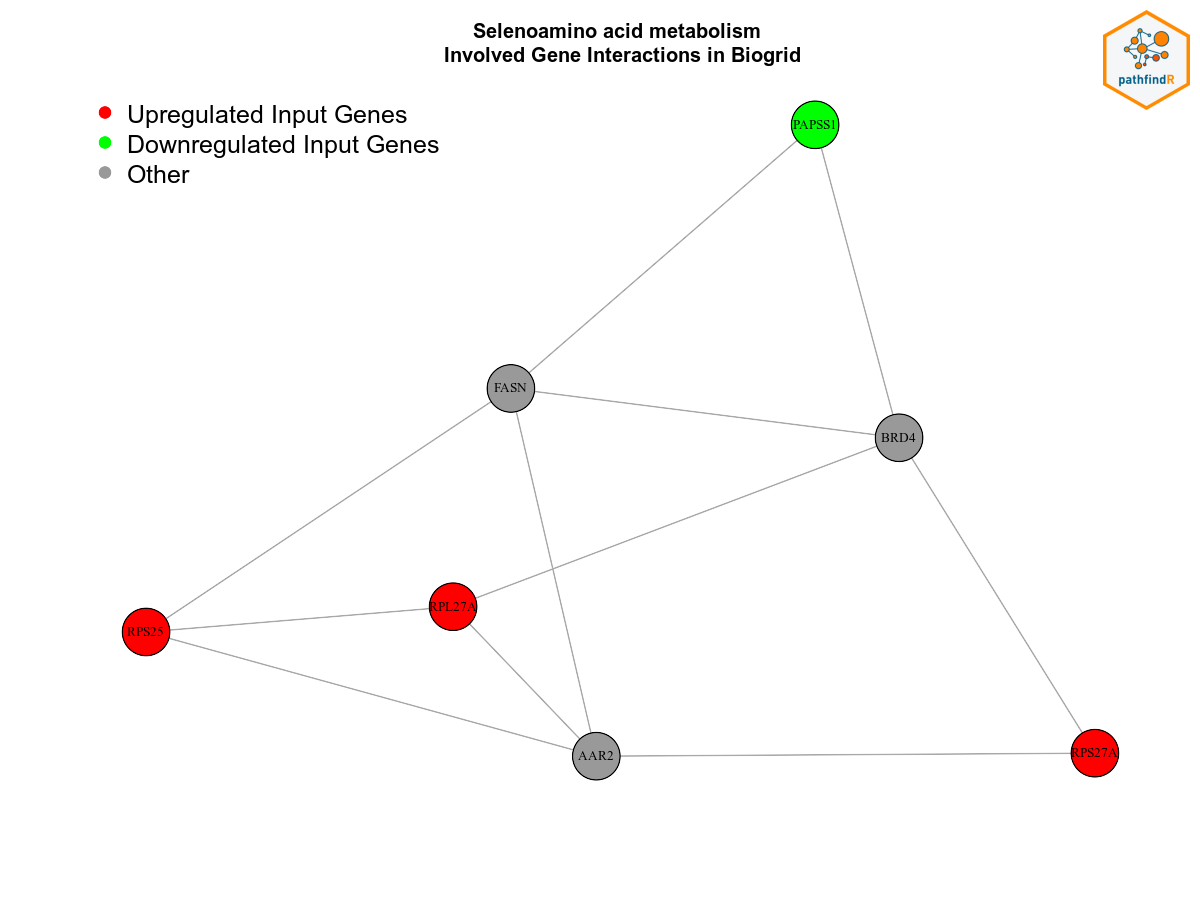 Selenoamino acid metabolism
Involved Gene Interactions in Biogrid
pathfindR
Upregulated Input Genes
Downregulated Input Genes
Other
PAPSS1
FASN
BRD4
RPL27A
RPS25
AAR2
RPS27A